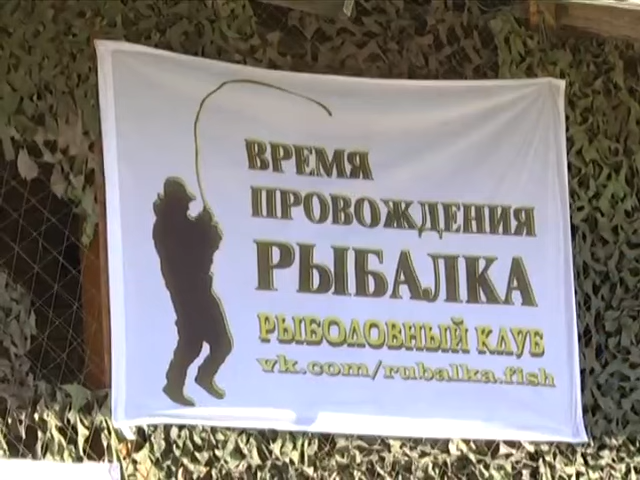 ВРЕМЯ
ПРОВОЖДЕНИЯ
РЫБАЛКА
РЫБОЛОВНЫЙ КЛУБ
vk.com/rubalka.fish